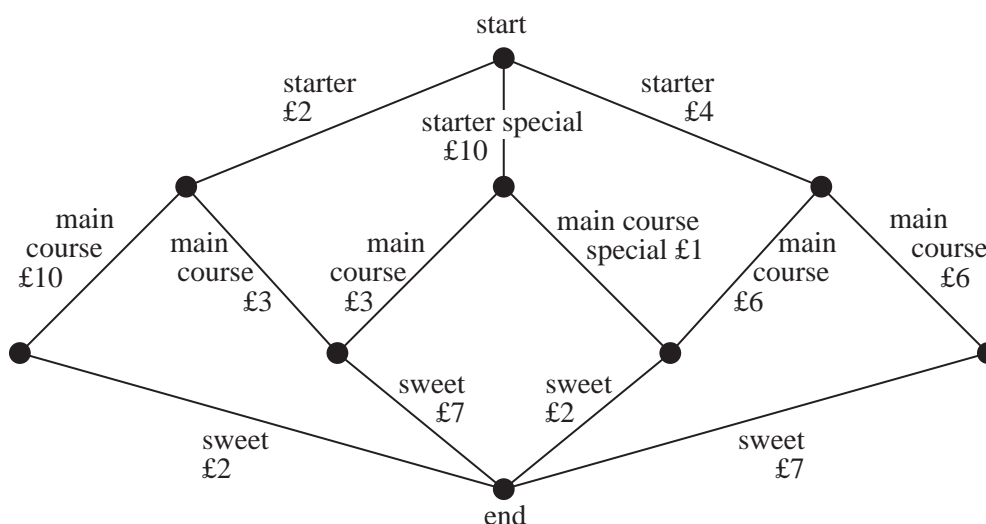 start
starter
£2
starter special
£10
starter
£4
main
course
£10
main
course
£3
main
course
£3
main course
special £1
main
course
£6
main
course
£6
sweet
£2
sweet
£7
sweet
£2
sweet
£7
end